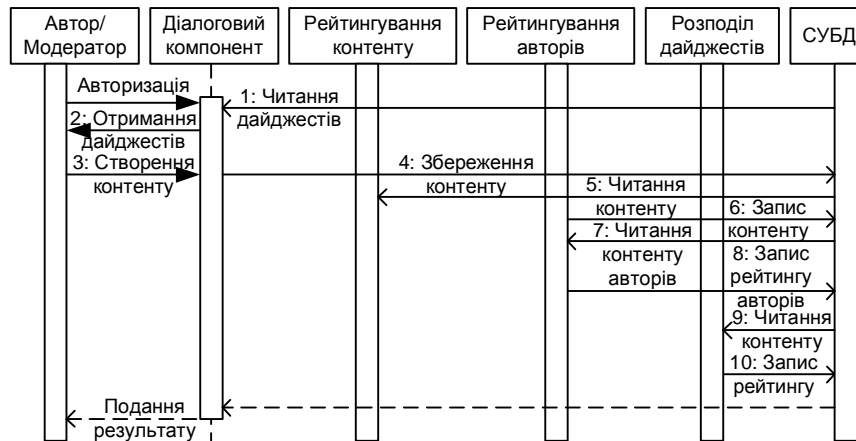 Автор/
Модератор
Діалоговий
компонент
Рейтингування
контенту
Рейтингування
авторів
Розподіл
дайджестів
СУБД
Авторизація
1: Читання
дайджестів
2: Отримання
дайджестів
3: Створення
контенту
4: Збереження
контенту
5: Читання
контенту
6: Запис
контенту
7: Читання
контенту
авторів
8: Запис
рейтингу
авторів
9: Читання
контенту
10: Запис
рейтингу
Подання
результату